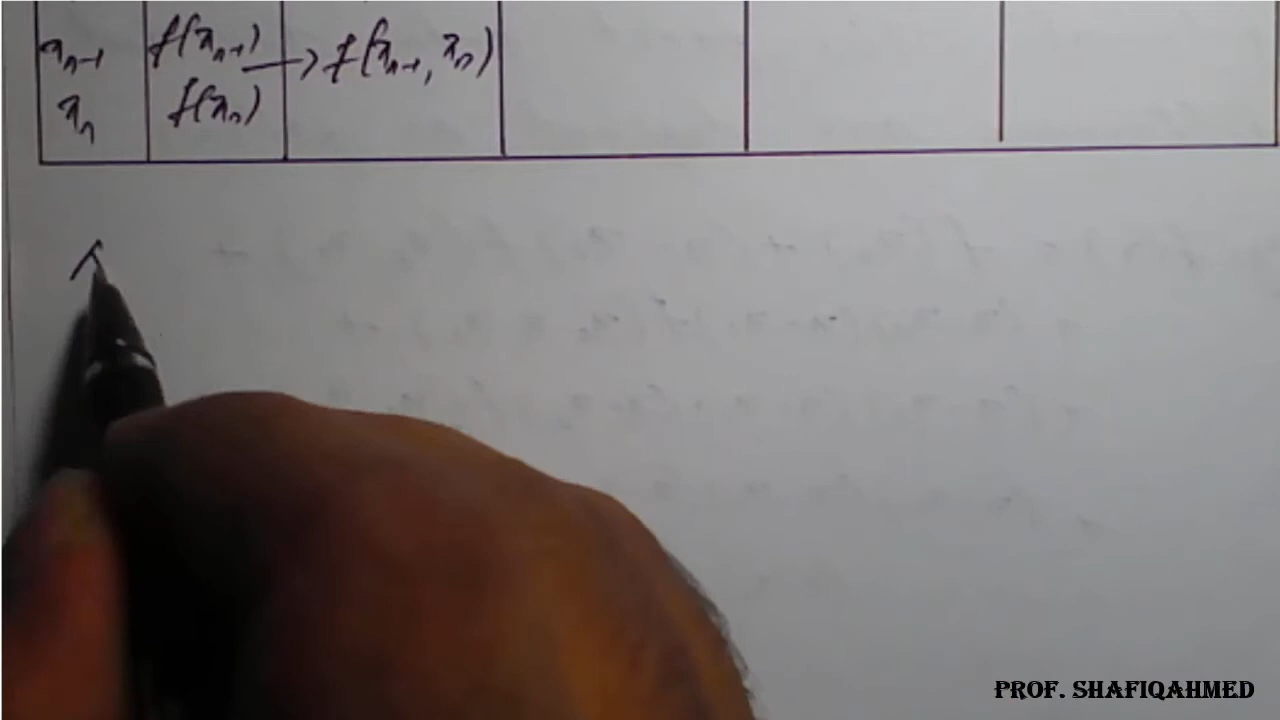 xₙ₋₁ f(xₙ₋₁) → f(xₙ₋₁, xₙ)
xₙ f(xₙ)
PROF. SHAFIQAHMED